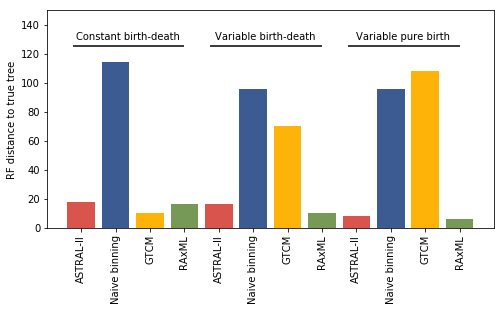 140
120
100
80
60
40
20
0
RF distance to true tree
Constant birth-death
Variable birth-death
Variable pure birth
ASTRAL-II
Naive binning
GTCM
RAxML
ASTRAL-II
Naive binning
GTCM
RAxML
ASTRAL-II
Naive binning
GTCM
RAxML